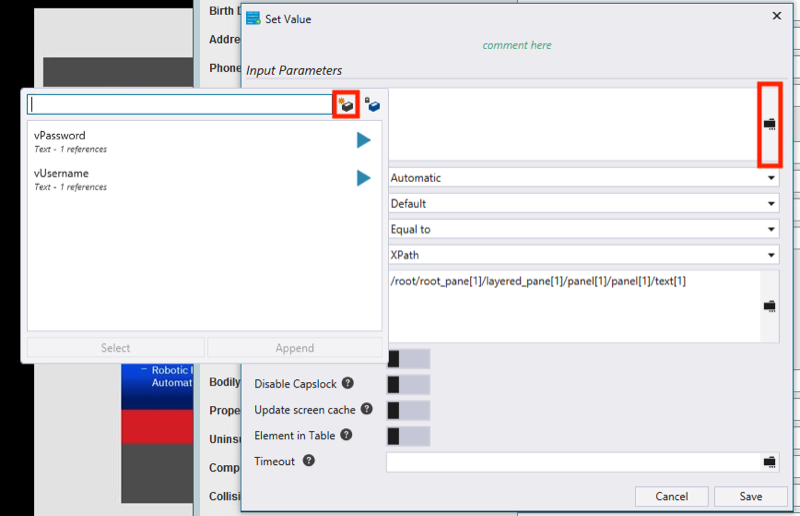 Birth D
Addre
Phone
Set Value
comment here
Input Parameters
vPassword
Text - 1 references
vUsername
Text - 1 references
Select
Append
Automatic
Default
Equal to
XPath
/root/root_pane[1]/layered_pane[1]/panel[1]/panel[1]/text[1]
Robotic
Automat
Bodily
Prope
Uninsu
Comp
Collisi
Disable Capslock ?
Update screen cache ?
Element in Table ?
Timeout ?
Cancel
Save